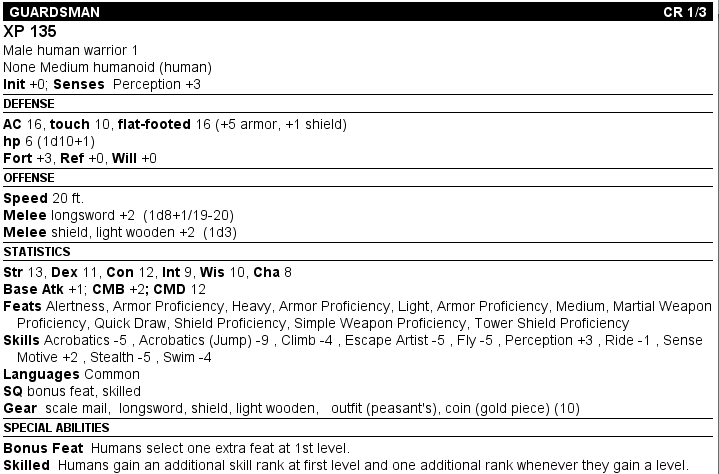 GUARDSMAN CR 1/3
XP 135
Male human warrior 1
None Medium humanoid (human)
Init +0; Senses Perception +3
DEFENSE
AC 16, touch 10, flat-footed 16 (+5 armor, +1 shield)
hp 6 (1d10+1)
Fort +3, Ref +0, Will +0
OFFENSE
Speed 20 ft.
Melee longsword +2 (1d8+1/19-20)
Melee shield, light wooden +2 (1d3)
STATISTICS
Str 13, Dex 11, Con 12, Int 9, Wis 10, Cha 8
Base Atk +1; CMB +2; CMD 12
Feats Alertness, Armor Proficiency, Heavy, Armor Proficiency, Light, Armor Proficiency, Medium, Martial Weapon
Proficiency, Quick Draw, Shield Proficiency, Simple Weapon Proficiency, Tower Shield Proficiency
Skills Acrobatics -5 , Acrobatics (Jump) -9 , Climb -4 , Escape Artist -5 , Fly -5 , Perception +3 , Ride -1 , Sense
Motive +2 , Stealth -5 , Swim -4
Languages Common
SQ bonus feat, skilled
Gear scale mail, longsword, shield, light wooden, outfit (peasant's), coin (gold piece) (10)
SPECIAL ABILITIES
Bonus Feat Humans select one extra feat at 1st level.
Skilled Humans gain an additional skill rank at first level and one additional rank whenever they gain a level.